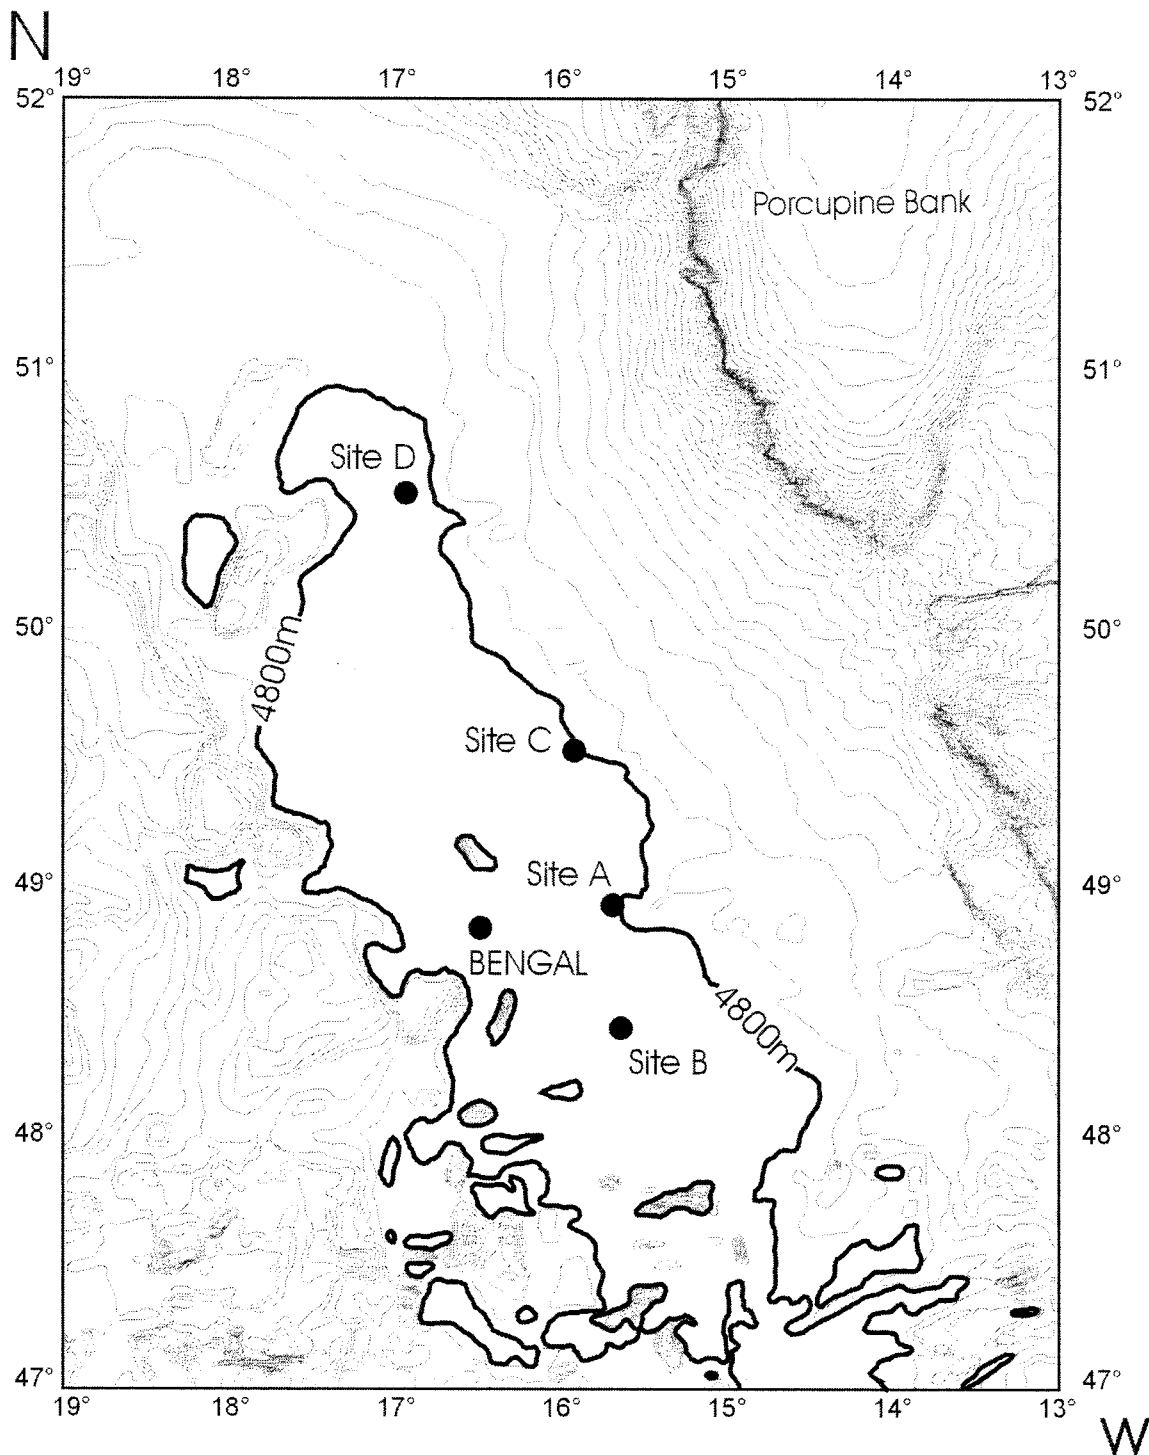 N
19° 18° 17° 16° 15° 14° 13°
52° 52°
Porcupine Bank
51° 51°
Site D
50° 50°
4800m
Site C
Site A
49° 49°
BENGAL
4800m
Site B
48° 48°
47° 47°
19° 18° 17° 16° 15° 14° 13°
W